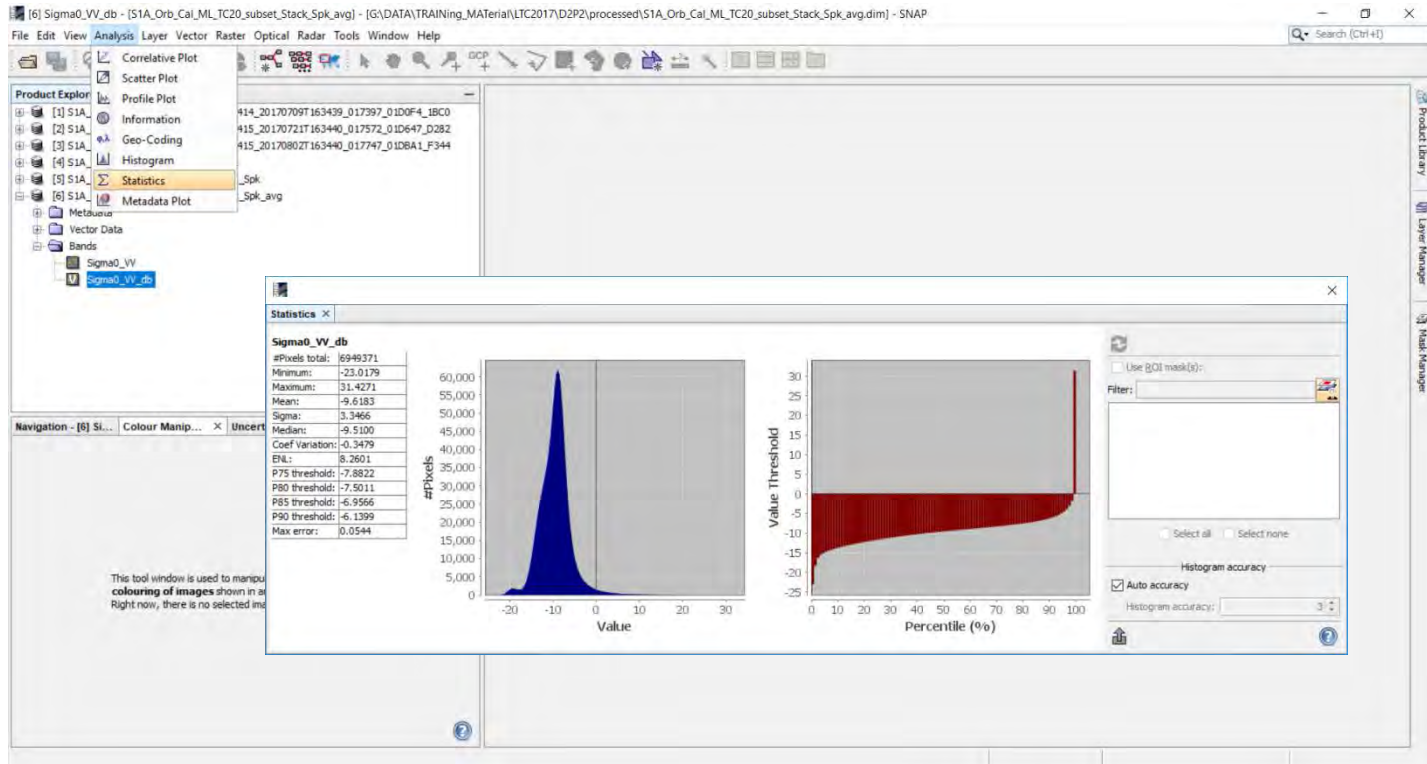 [6] Sigma0_VV_db - [S1A_Orb_Cal_ML_TC20_subset_Stack_Spk_avg] - [G:\DATA\TRAINing_MATerial\LTC2017\D2P2\processed\S1A_Orb_Cal_ML_TC20_subset_Stack_Spk_avg.dim] - SNAP
File Edit View Analysis Layer Vector Raster Optical Radar Tools Window Help
Search (Ctrl+I)
GCP
Correlative Plot
Scatter Plot
Profile Plot
Information
Geo-Coding
Histogram
Statistics
Metadata Plot
Product Explor
[1] S1A_ 414_20170709T163439_017397_01D0F4_1BC0
[2] S1A_ 415_20170721T163440_017572_01D647_D282
[3] S1A_ 415_20170802T163440_017747_01DBA1_F344
[4] S1A_
[5] S1A_ _Spk
[6] S1A_ _Spk_avg
Metadata
Vector Data
Bands
Sigma0_VV
Sigma0_VV_db
Product Library
Layer Manager
Mask Manager
Navigation - [6] Si... Colour Manip... × Uncert
This tool window is used to manipu
colouring of images shown in a
Right now, there is no selected ima
Statistics ×
Sigma0_VV_db
#Pixels total: 6949371
Minimum: -23.0179
Maximum: 31.4271
Mean: -9.6183
Sigma: 3.3466
Median: -9.5100
Coef Variation: -0.3479
ENL: 8.2601
P75 threshold: -7.8822
P80 threshold: -7.5011
P85 threshold: -6.9566
P90 threshold: -6.1399
Max error: 0.0544
#Pixels
60,000
55,000
50,000
45,000
40,000
35,000
30,000
25,000
20,000
15,000
10,000
5,000
0
-20 -10 0 10 20 30
Value
Value Threshold
30
25
20
15
10
5
0
-5
-10
-15
-20
-25
0 10 20 30 40 50 60 70 80 90 100
Percentile (%)
Use ROI mask(s):
Filter:
Select all Select none
Histogram accuracy
Auto accuracy
Histogram accuracy: 3